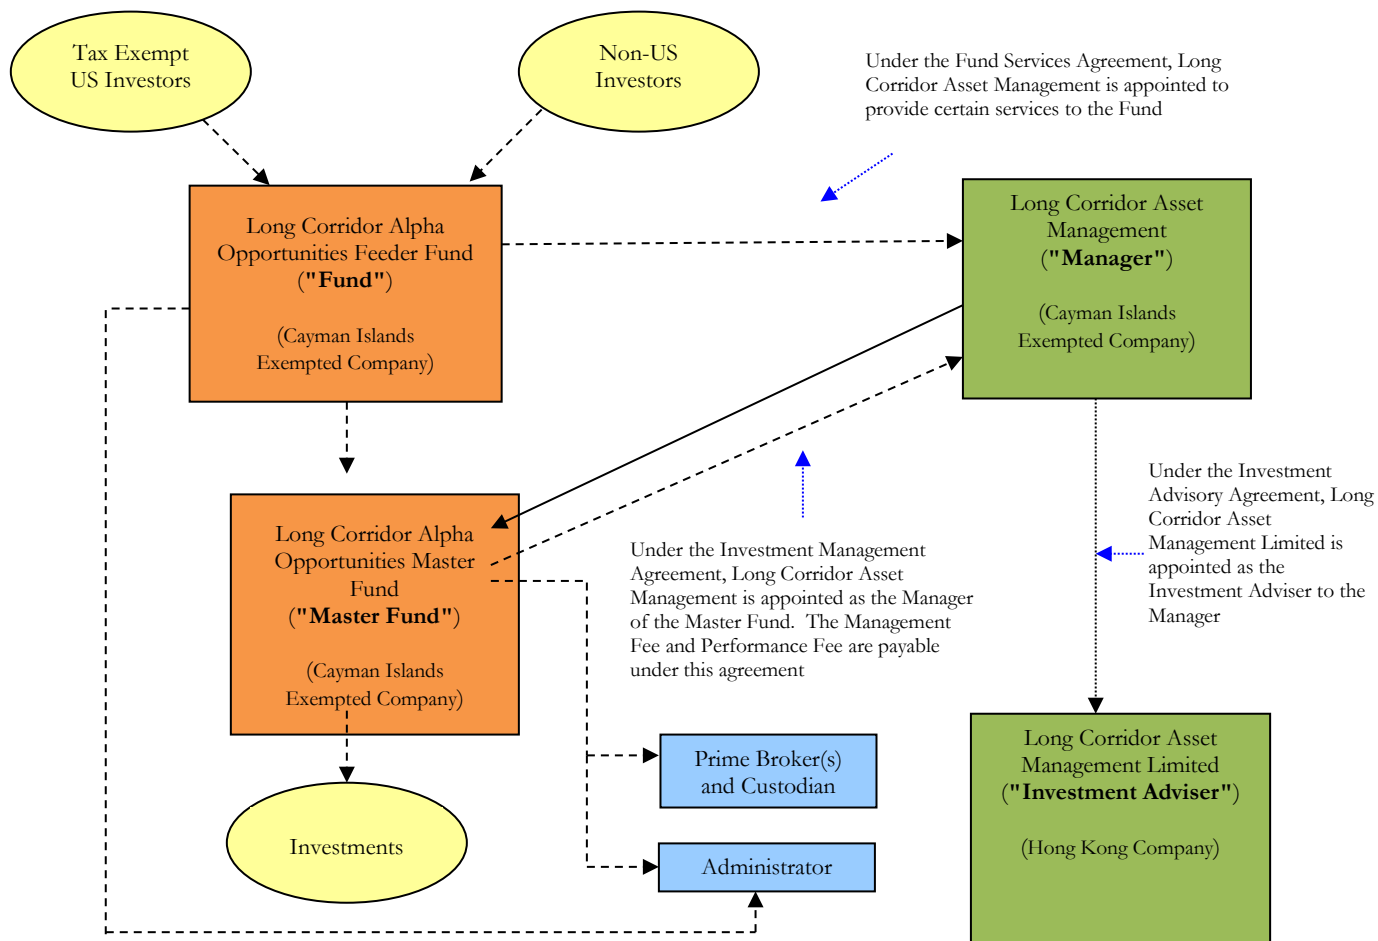 Tax Exempt
US Investors
Non-US
Investors
Under the Fund Services Agreement, Long
Corridor Asset Management is appointed to
provide certain services to the Fund
Long Corridor Alpha
Opportunities Feeder Fund
("Fund")
(Cayman Islands
Exempted Company)
Long Corridor Asset
Management
("Manager")
(Cayman Islands
Exempted Company)
Long Corridor Alpha
Opportunities Master
Fund
("Master Fund")
(Cayman Islands
Exempted Company)
Under the Investment Management
Agreement, Long Corridor Asset
Management is appointed as the Manager
of the Master Fund.  The Management
Fee and Performance Fee are payable
under this agreement
Under the Investment
Advisory Agreement, Long
Corridor Asset
Management Limited is
appointed as the
Investment Adviser to the
Manager
Prime Broker(s)
and Custodian
Administrator
Investments
Long Corridor Asset
Management Limited
("Investment Adviser")
(Hong Kong Company)